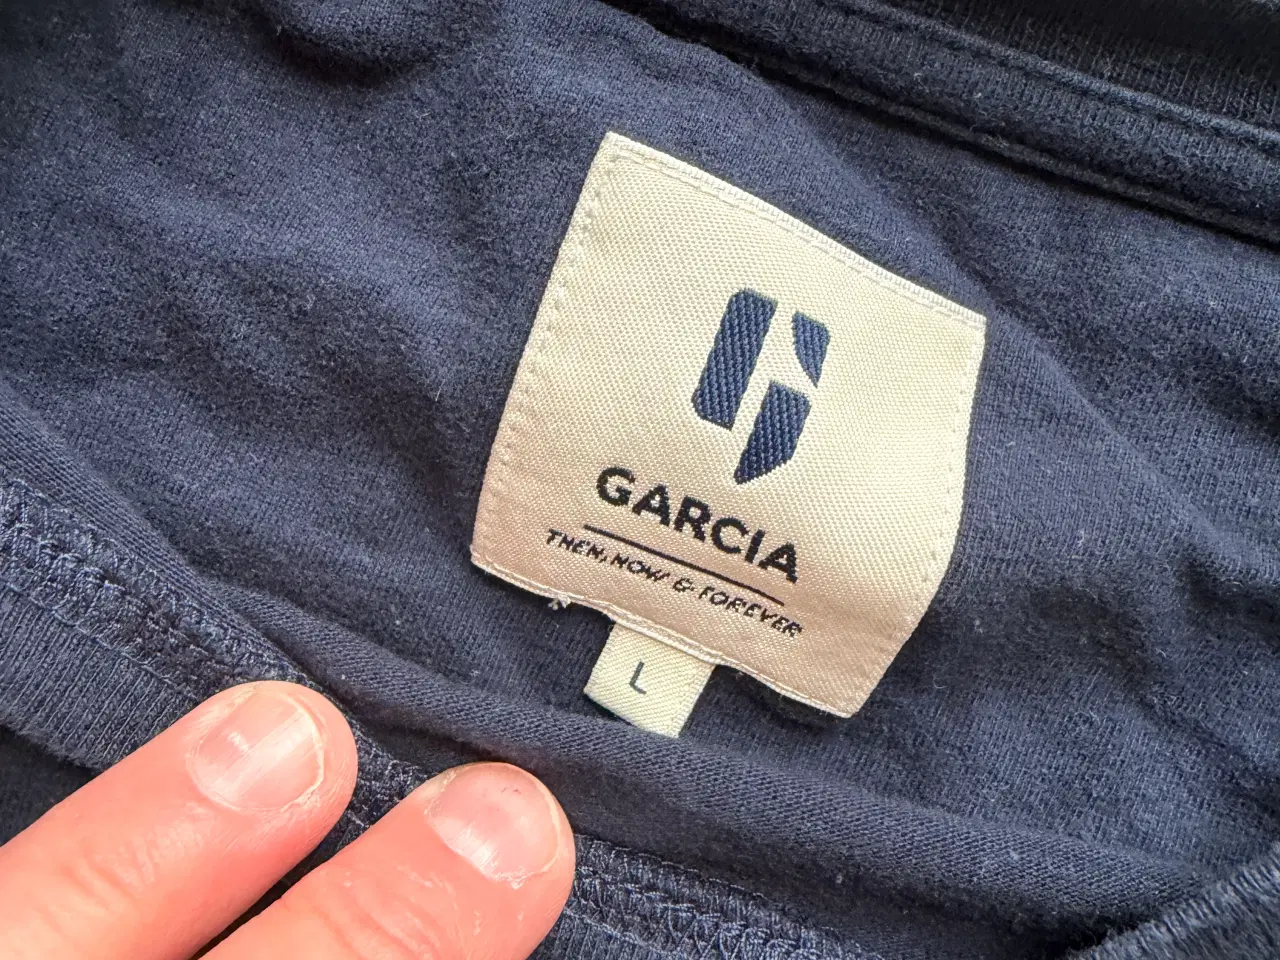 GARCIA
THEN, NOW & FOREVER
L